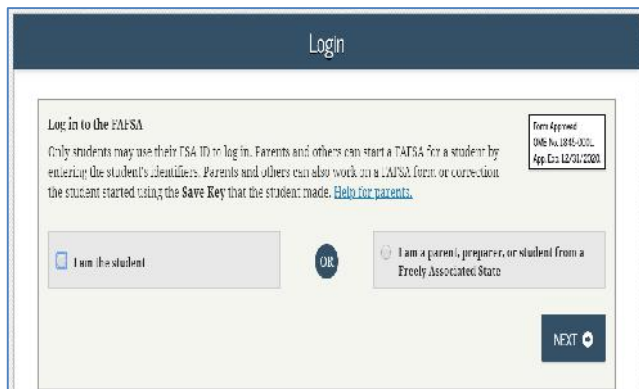 Login
Log in to the FAFSA
Form Approved
OMB No. 1845-0001
App. Exp. 12/31/2020
Only students may use their FSA ID to log in. Parents and others can start a FAFSA for a student by
entering the student's identifiers. Parents and others can also work on a FAFSA form or correction
the student started using the Save Key that the student made. Help for parents.
I am the student
OR
I am a parent, preparer, or student from a
Freely Associated State
NEXT